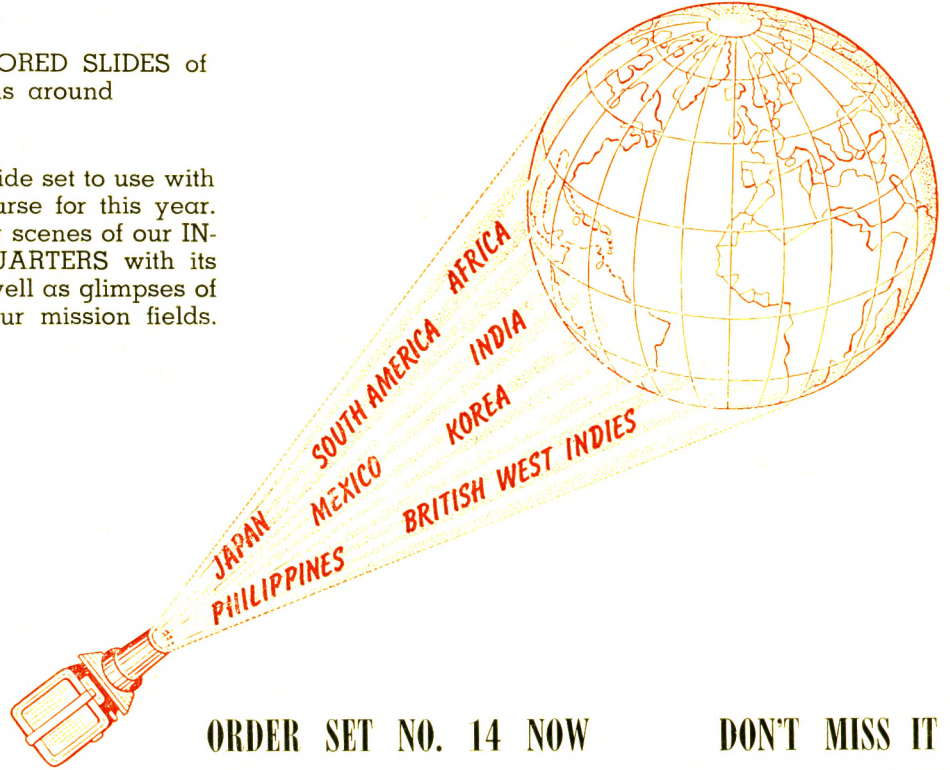 ORED SLIDES of
is around
ide set to use with
urse for this year.
scenes of our IN-
UARTERS with its
vell as glimpses of
ur mission fields.
AFRICA
SOUTH AMERICA
INDIA
KOREA
MEXICO
BRITISH WEST INDIES
JAPAN
PHILIPPINES
ORDER SET NO. 14 NOW DON'T MISS IT